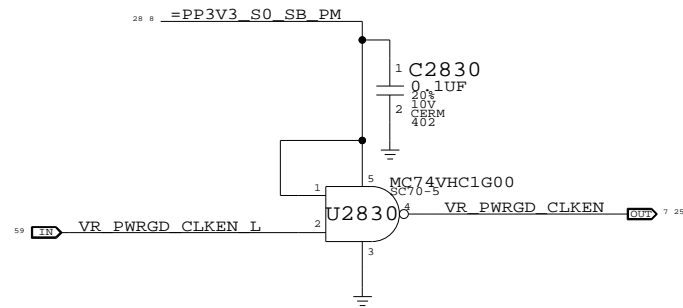 28 8 =PP3V3_S0_SB_PM
1 C2830
0.1UF
20%
10V
2 CERM
402
5 MC74VHC1G00
SC70-5
1
U2830 4 VR_PWRGD_CLKEN OUT 7 25
2
59 IN VR_PWRGD_CLKEN_L
3